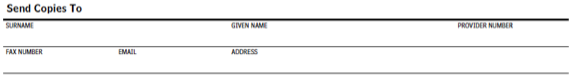 Send Copies To
SURNAME GIVEN NAME PROVIDER NUMBER
FAX NUMBER EMAIL ADDRESS